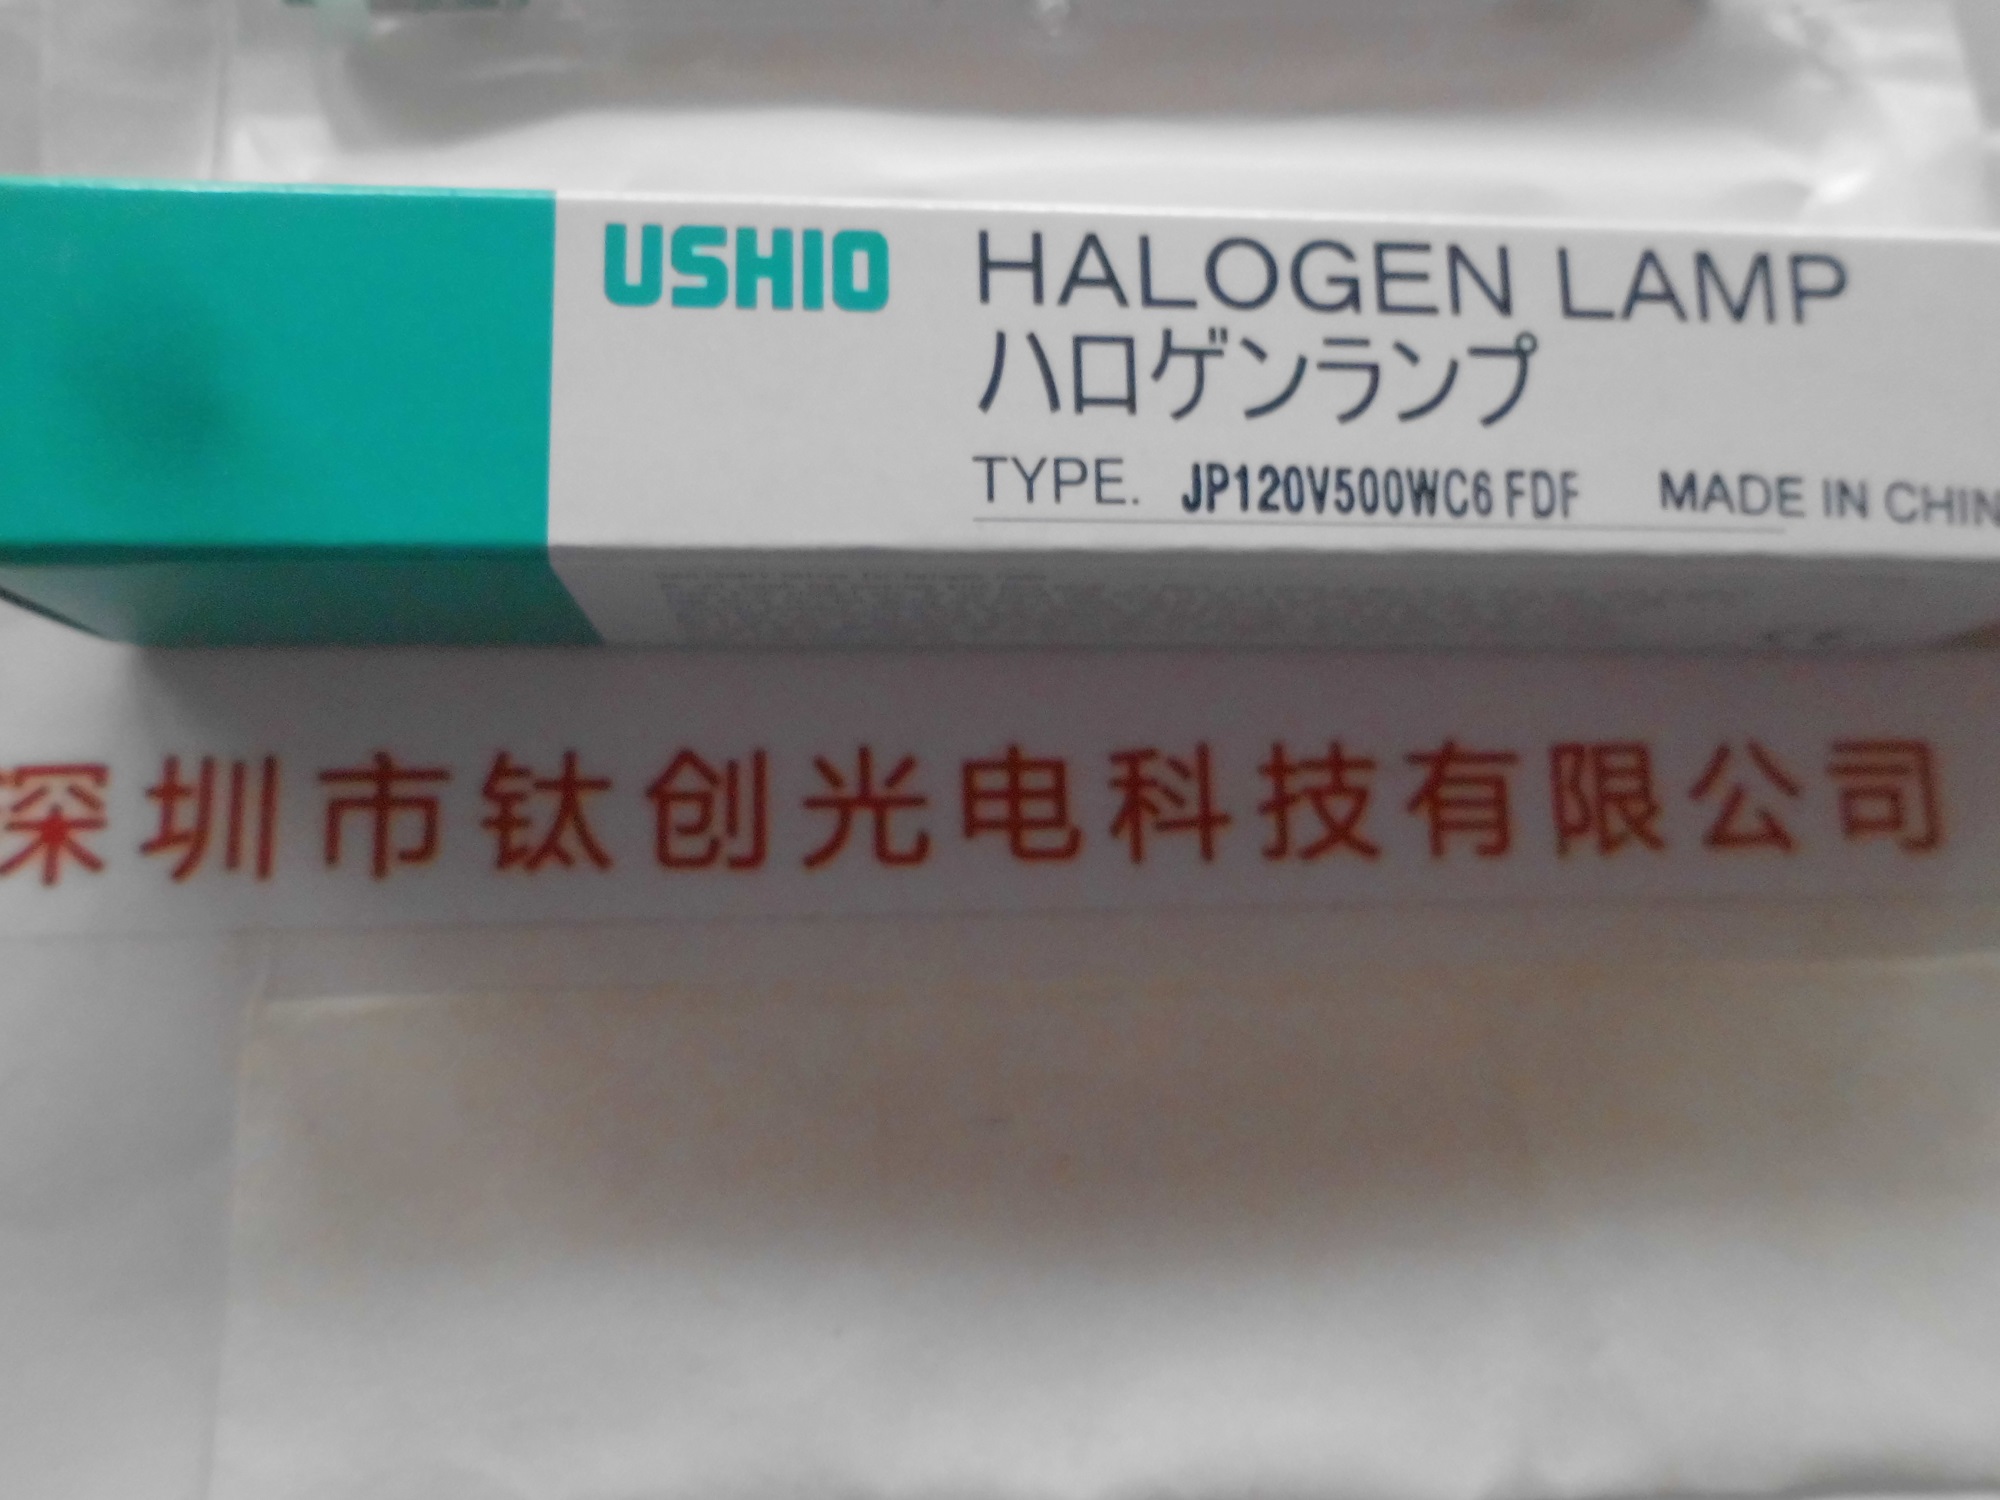 USHIO
HALOGEN LAMP
ハロゲンランプ
TYPE. JP120V500WC6 FDF MADE IN CHIN
深圳市钛创光电科技有限公司